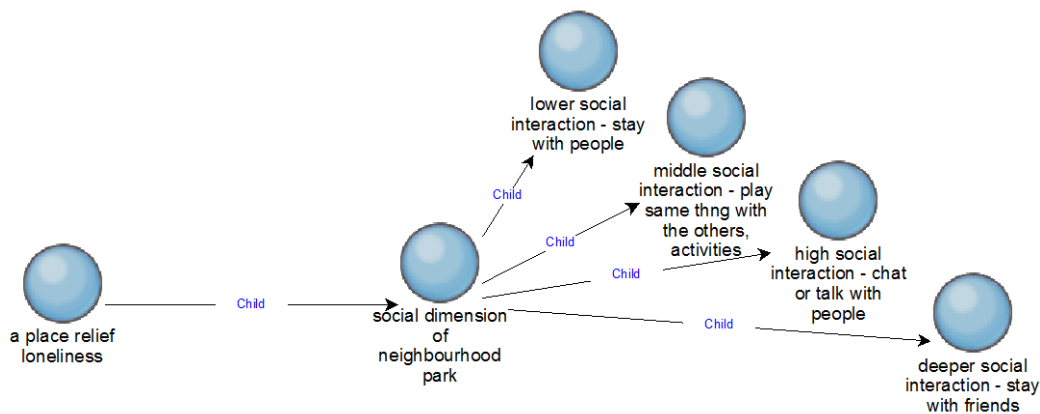 lower social
interaction - stay
with people
Child
middle social
interaction - play
same thng with
the others,
activities
Child
high social
interaction - chat
or talk with
people
Child
a place relief
loneliness
Child
social dimension
of
neighbourhood
park
Child
deeper social
interaction - stay
with friends